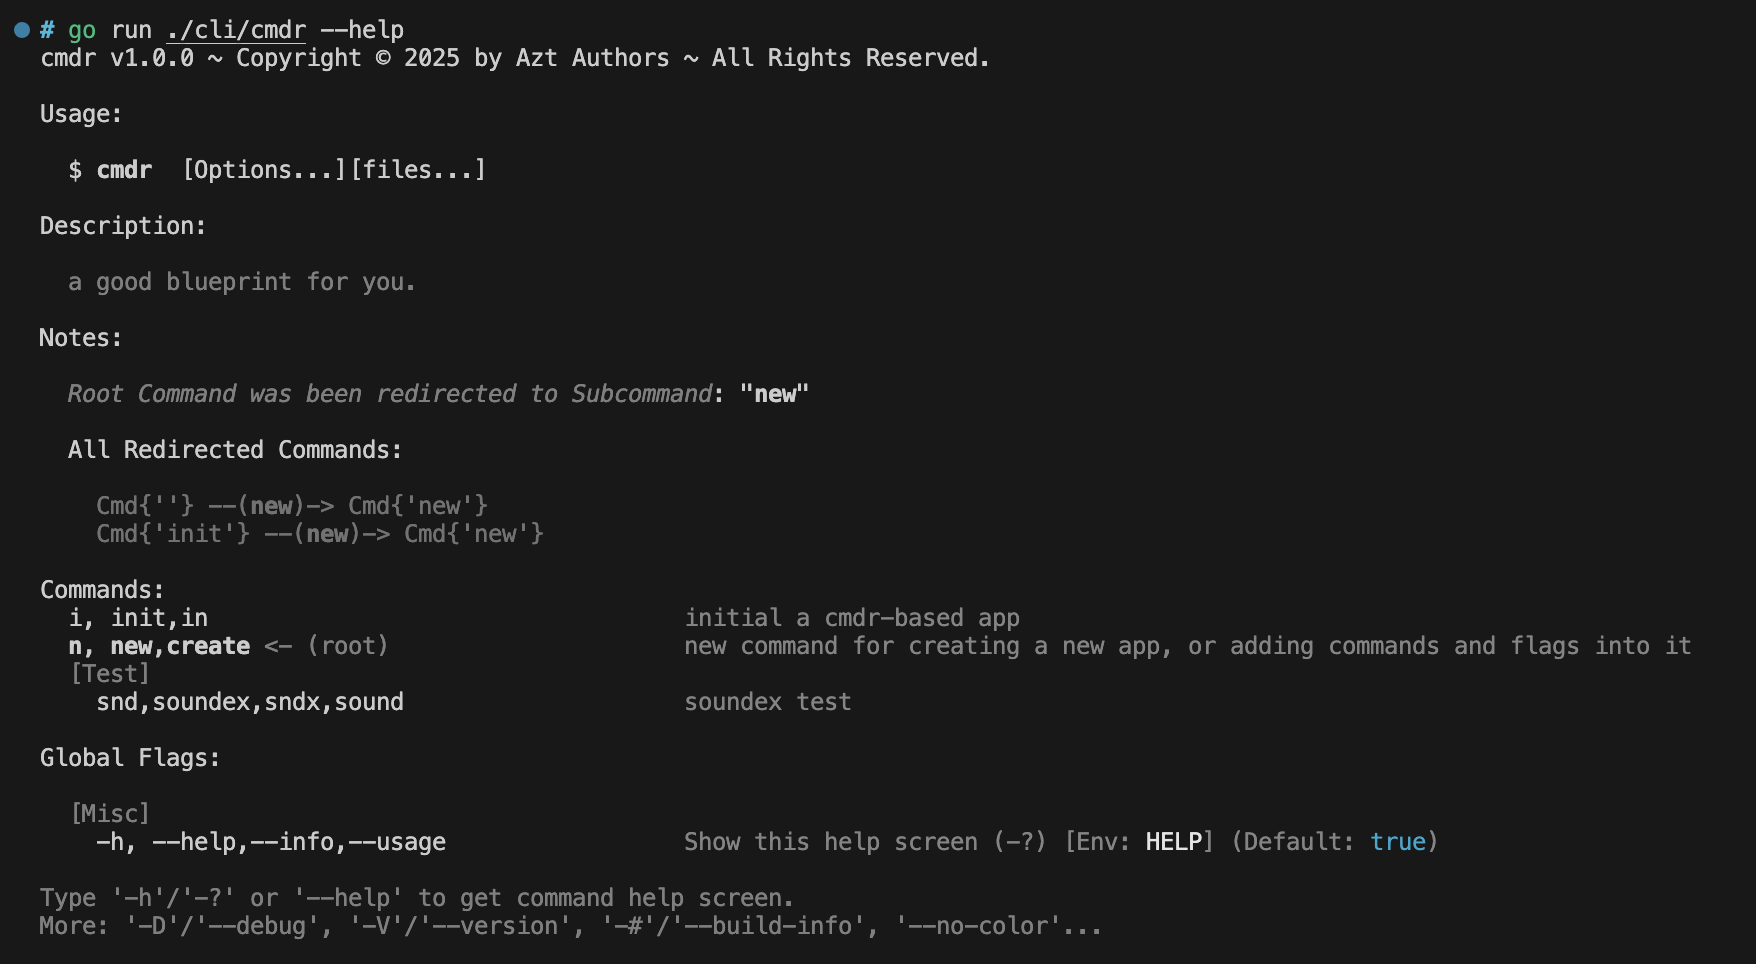 # go run ./cli/cmdr --help
cmdr v1.0.0 ~ Copyright © 2025 by Azt Authors ~ All Rights Reserved.
Usage:
$ cmdr  [Options...][files...]
Description:
a good blueprint for you.
Notes:
Root Command was been redirected to Subcommand: "new"
All Redirected Commands:
Cmd{''} --(new)-> Cmd{'new'}
Cmd{'init'} --(new)-> Cmd{'new'}
Commands:
i, init,in                                  initial a cmdr-based app
n, new,create <- (root)                     new command for creating a new app, or adding commands and flags into it
[Test]
snd,soundex,sndx,sound                    soundex test
Global Flags:
[Misc]
-h, --help,--info,--usage                 Show this help screen (-?) [Env: HELP] (Default: true)
Type '-h'/'-?' or '--help' to get command help screen.
More: '-D'/'--debug', '-V'/'--version', '-#'/'--build-info', '--no-color'...